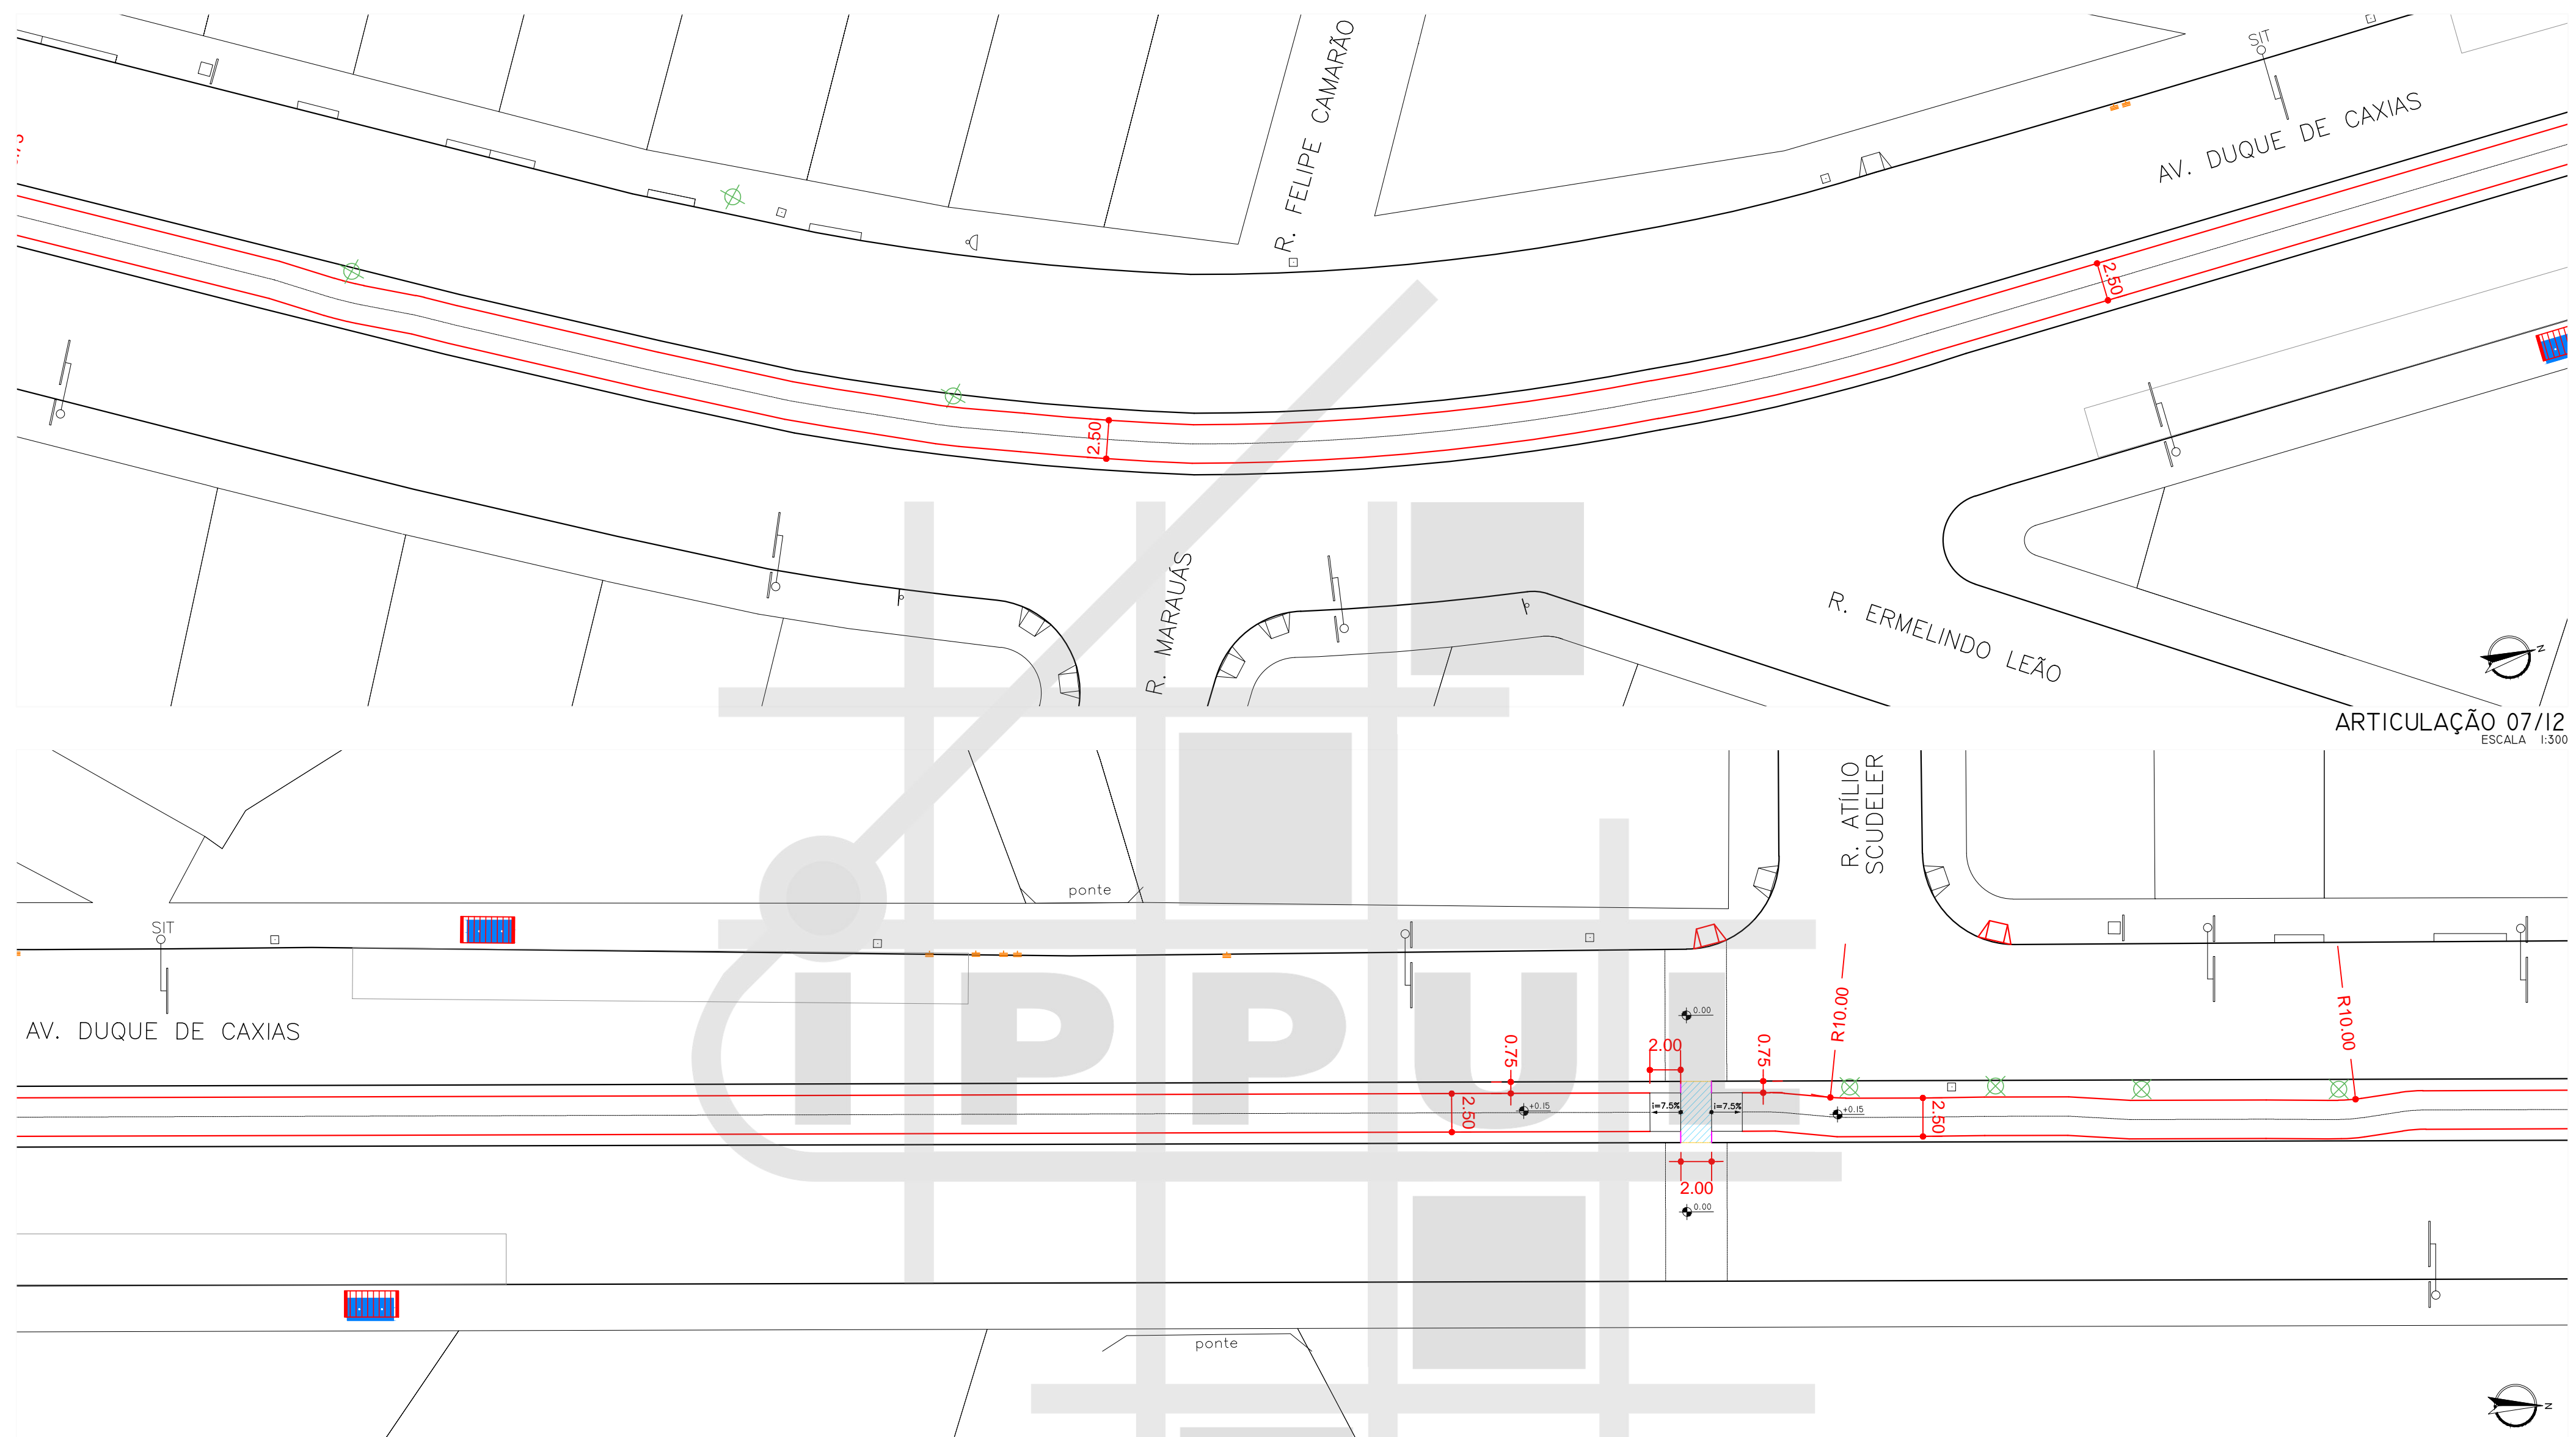 SIT
R. FELIPE CAMARÃO
AV. DUQUE DE CAXIAS
2.50
2.50
R. MARAUÁS
R. ERMELINDO LEÃO
N
ARTICULAÇÃO 07/12
ESCALA 1:300
R. ATÍLIO
SCUDELER
ponte
SIT
AV. DUQUE DE CAXIAS
IPPUL
0.00
R10.00
R10.00
0.75
2.00
0.75
2.50
+0.15
i=7.5%
i=7.5%
+0.15
2.50
2.00
0.00
ponte
N